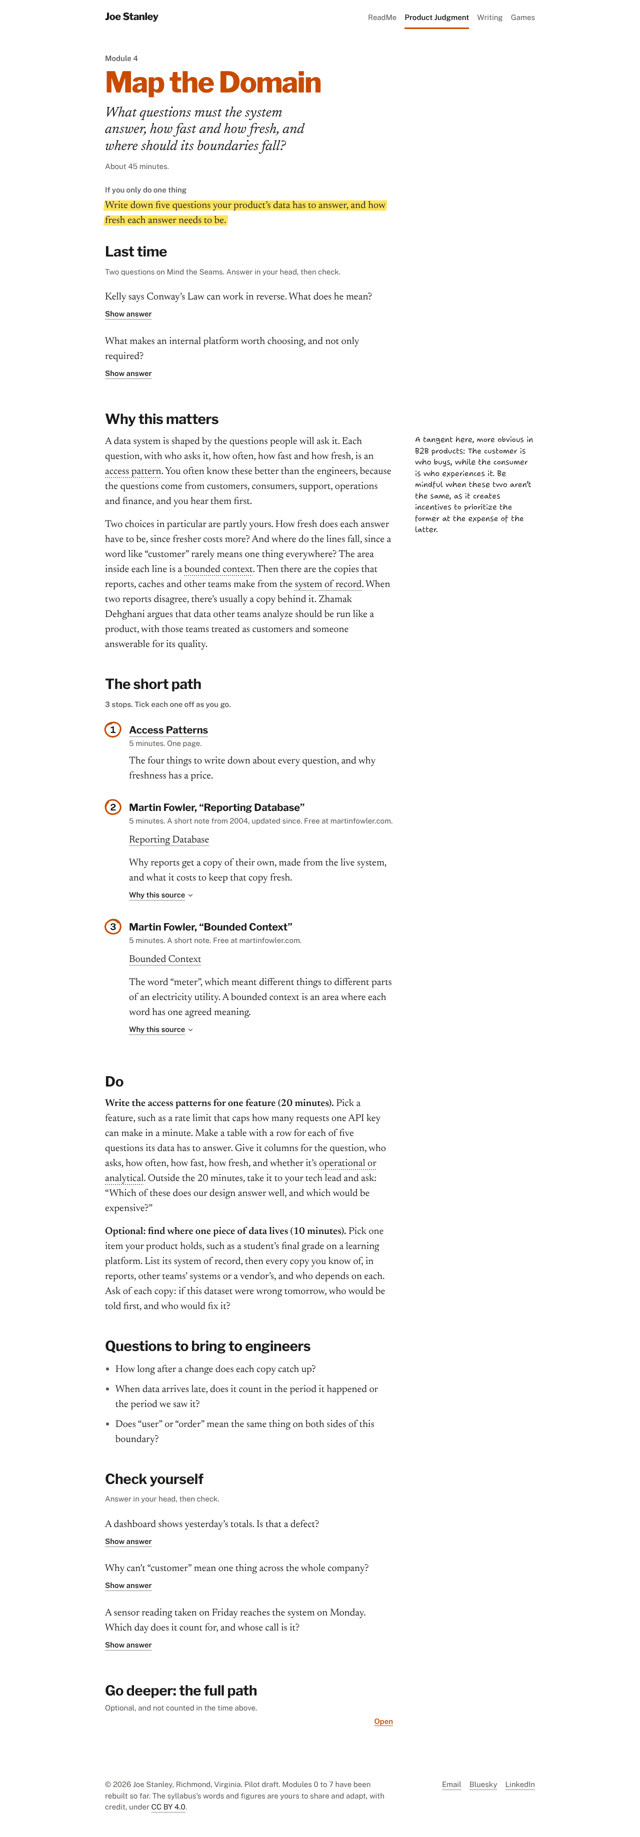 Joe Stanley
ReadMe Product Judgment Writing Games
Module 4
Map the Domain
What questions must the system
answer, how fast and how fresh, and
where should its boundaries fall?
About 45 minutes.
If you only do one thing
Write down five questions your product’s data has to answer, and how
fresh each answer needs to be.
Last time
Two questions on Mind the Seams. Answer in your head, then check.
Kelly says Conway’s Law can work in reverse. What does he mean?
Show answer
What makes an internal platform worth choosing, and not only
required?
Show answer
Why this matters
A data system is shaped by the questions people will ask it. Each
question, with who asks it, how often, how fast and how fresh, is an
access pattern. You often know these better than the engineers, because
the questions come from customers, consumers, support, operations
and finance, and you hear them first.
A tangent here, more obvious in
B2B products: The customer is
who buys, while the consumer
is who experiences it. Be
mindful when these two aren’t
the same, as it creates
incentives to prioritize the
former at the expense of the
latter.
Two choices in particular are partly yours. How fresh does each answer
have to be, since fresher costs more? And where do the lines fall, since a
word like “customer” rarely means one thing everywhere? The area
inside each line is a bounded context. Then there are the copies that
reports, caches and other teams make from the system of record. When
two reports disagree, there’s usually a copy behind it. Zhamak
Dehghani argues that data other teams analyze should be run like a
product, with those teams treated as customers and someone
answerable for its quality.
The short path
3 stops. Tick each one off as you go.
1 Access Patterns
5 minutes. One page.
The four things to write down about every question, and why
freshness has a price.
2 Martin Fowler, “Reporting Database”
5 minutes. A short note from 2004, updated since. Free at martinfowler.com.
Reporting Database
Why reports get a copy of their own, made from the live system,
and what it costs to keep that copy fresh.
Why this source
3 Martin Fowler, “Bounded Context”
5 minutes. A short note. Free at martinfowler.com.
Bounded Context
The word “meter”, which meant different things to different parts
of an electricity utility. A bounded context is an area where each
word has one agreed meaning.
Why this source
Do
Write the access patterns for one feature (20 minutes). Pick a
feature, such as a rate limit that caps how many requests one API key
can make in a minute. Make a table with a row for each of five
questions its data has to answer. Give it columns for the question, who
asks, how often, how fast, how fresh, and whether it’s operational or
analytical. Outside the 20 minutes, take it to your tech lead and ask:
“Which of these does our design answer well, and which would be
expensive?”
Optional: find where one piece of data lives (10 minutes). Pick one
item your product holds, such as a student’s final grade on a learning
platform. List its system of record, then every copy you know of, in
reports, other teams’ systems or a vendor’s, and who depends on each.
Ask of each copy: if this dataset were wrong tomorrow, who would be
told first, and who would fix it?
Questions to bring to engineers
• How long after a change does each copy catch up?
• When data arrives late, does it count in the period it happened or
the period we saw it?
• Does “user” or “order” mean the same thing on both sides of this
boundary?
Check yourself
Answer in your head, then check.
A dashboard shows yesterday’s totals. Is that a defect?
Show answer
Why can’t “customer” mean one thing across the whole company?
Show answer
A sensor reading taken on Friday reaches the system on Monday.
Which day does it count for, and whose call is it?
Show answer
Go deeper: the full path
Optional, and not counted in the time above.
Open
© 2026 Joe Stanley, Richmond, Virginia. Pilot draft. Modules 0 to 7 have been
rebuilt so far. The syllabus’s words and figures are yours to share and adapt, with
credit, under CC BY 4.0.
Email Bluesky LinkedIn